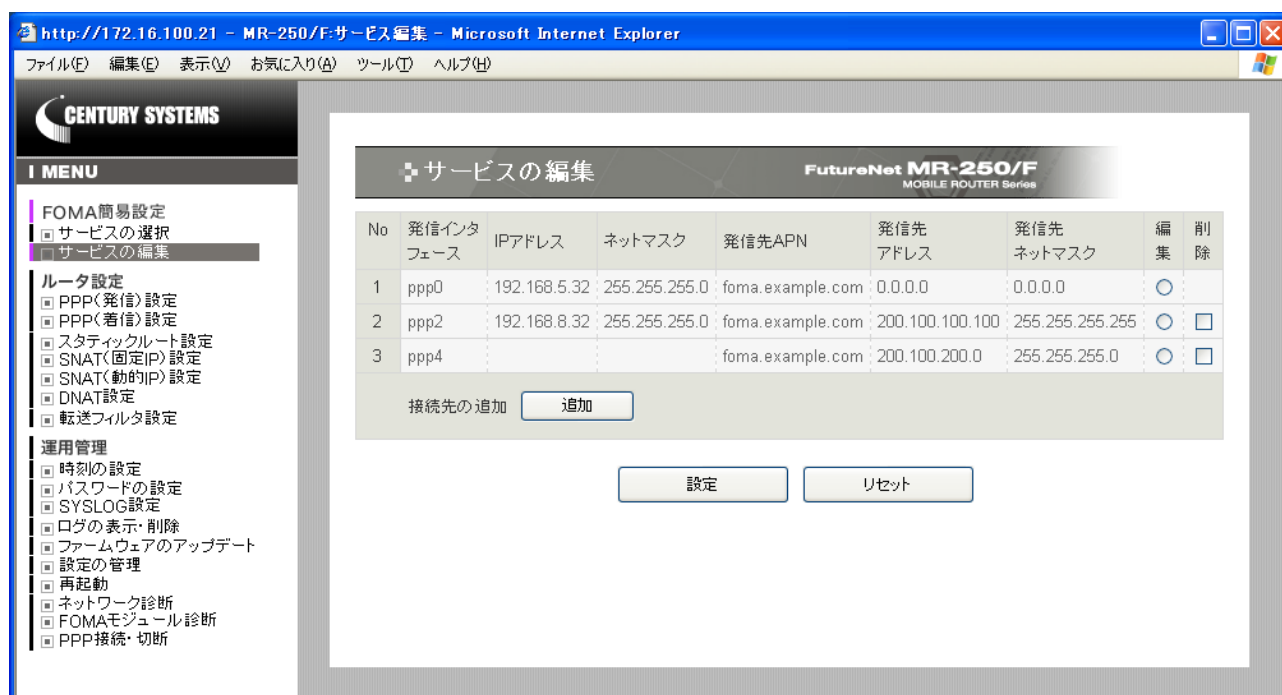 http://172.16.100.21 - MR-250/F:サービス編集 - Microsoft Internet Explorer
ファイル(F) 編集(E) 表示(V) お気に入り(A) ツール(T) ヘルプ(H)
CENTURY SYSTEMS
MENU
FOMA簡易設定
サービスの選択
サービスの編集
ルータ設定
PPP(発信)設定
PPP(着信)設定
スタティックルート設定
SNAT(固定IP)設定
SNAT(動的IP)設定
DNAT設定
転送フィルタ設定
運用管理
時刻の設定
パスワードの設定
SYSLOG設定
ログの表示・削除
ファームウェアのアップデート
設定の管理
再起動
ネットワーク診断
FOMAモジュール診断
PPP接続・切断
サービスの編集
FutureNet MR-250/F
MOBILE ROUTER Series
No 発信インタフェース IPアドレス ネットマスク 発信先APN 発信先アドレス 発信先ネットマスク 編集 削除
1 ppp0 192.168.5.32 255.255.255.0 foma.example.com 0.0.0.0 0.0.0.0
2 ppp2 192.168.8.32 255.255.255.0 foma.example.com 200.100.100.100 255.255.255.255
3 ppp4 foma.example.com 200.100.200.0 255.255.255.0
接続先の追加 追加
設定 リセット